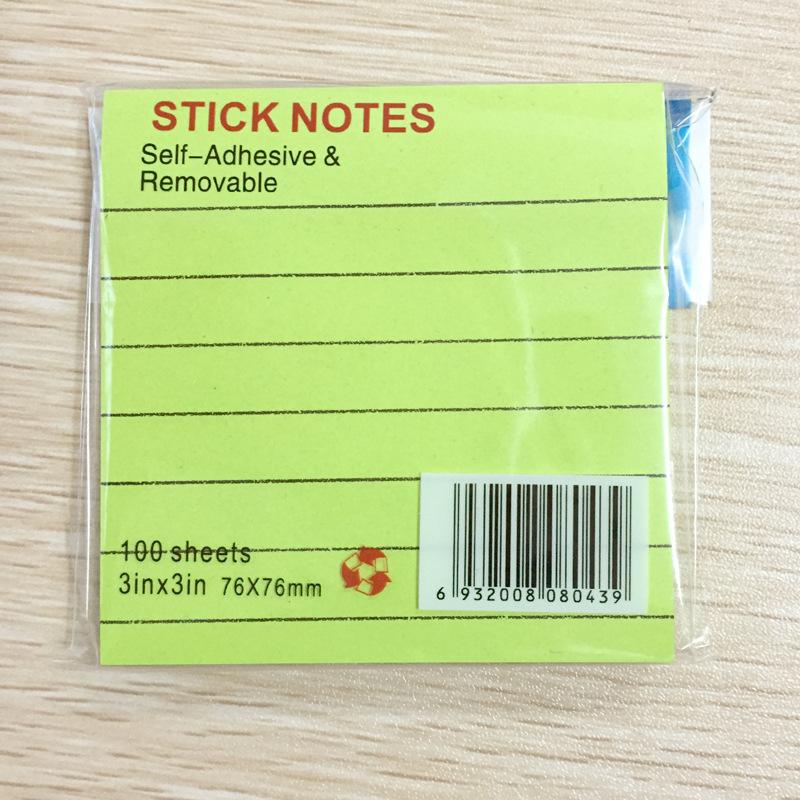 STICK NOTES
Self-Adhesive &
Removable
100 sheets
3inx3in 76X76mm
6 932008 080439